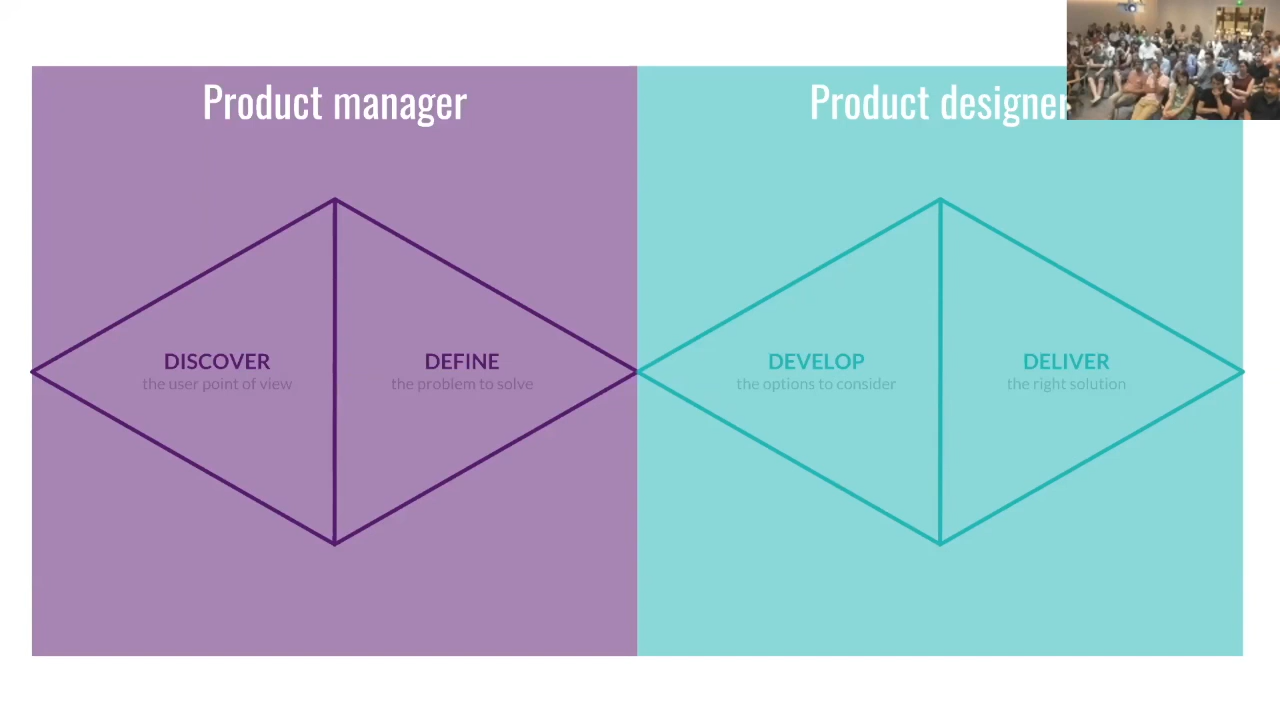 Product manager
Product designer
DISCOVER
the user point of view
DEFINE
the problem to solve
DEVELOP
the options to consider
DELIVER
the right solution